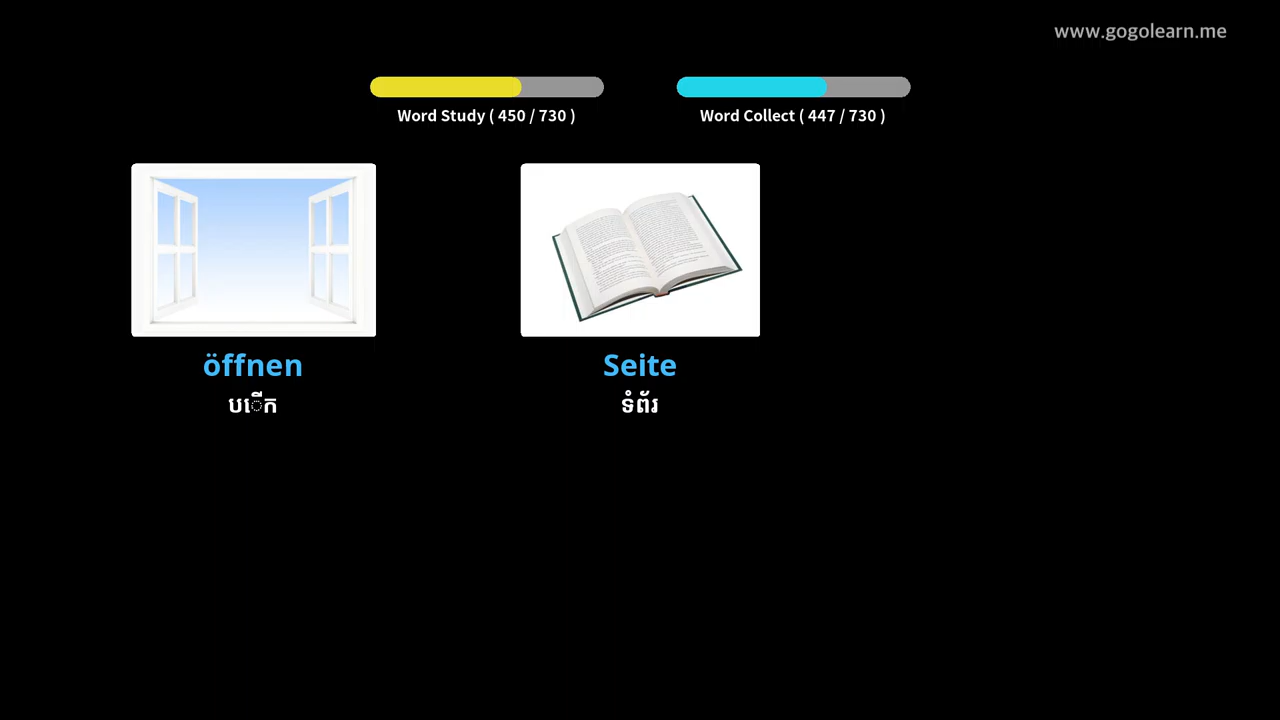 www.gogolearn.me
Word Study ( 450 / 730 )
Word Collect ( 447 / 730 )
öffnen
Seite
បើក
ទំព័រ